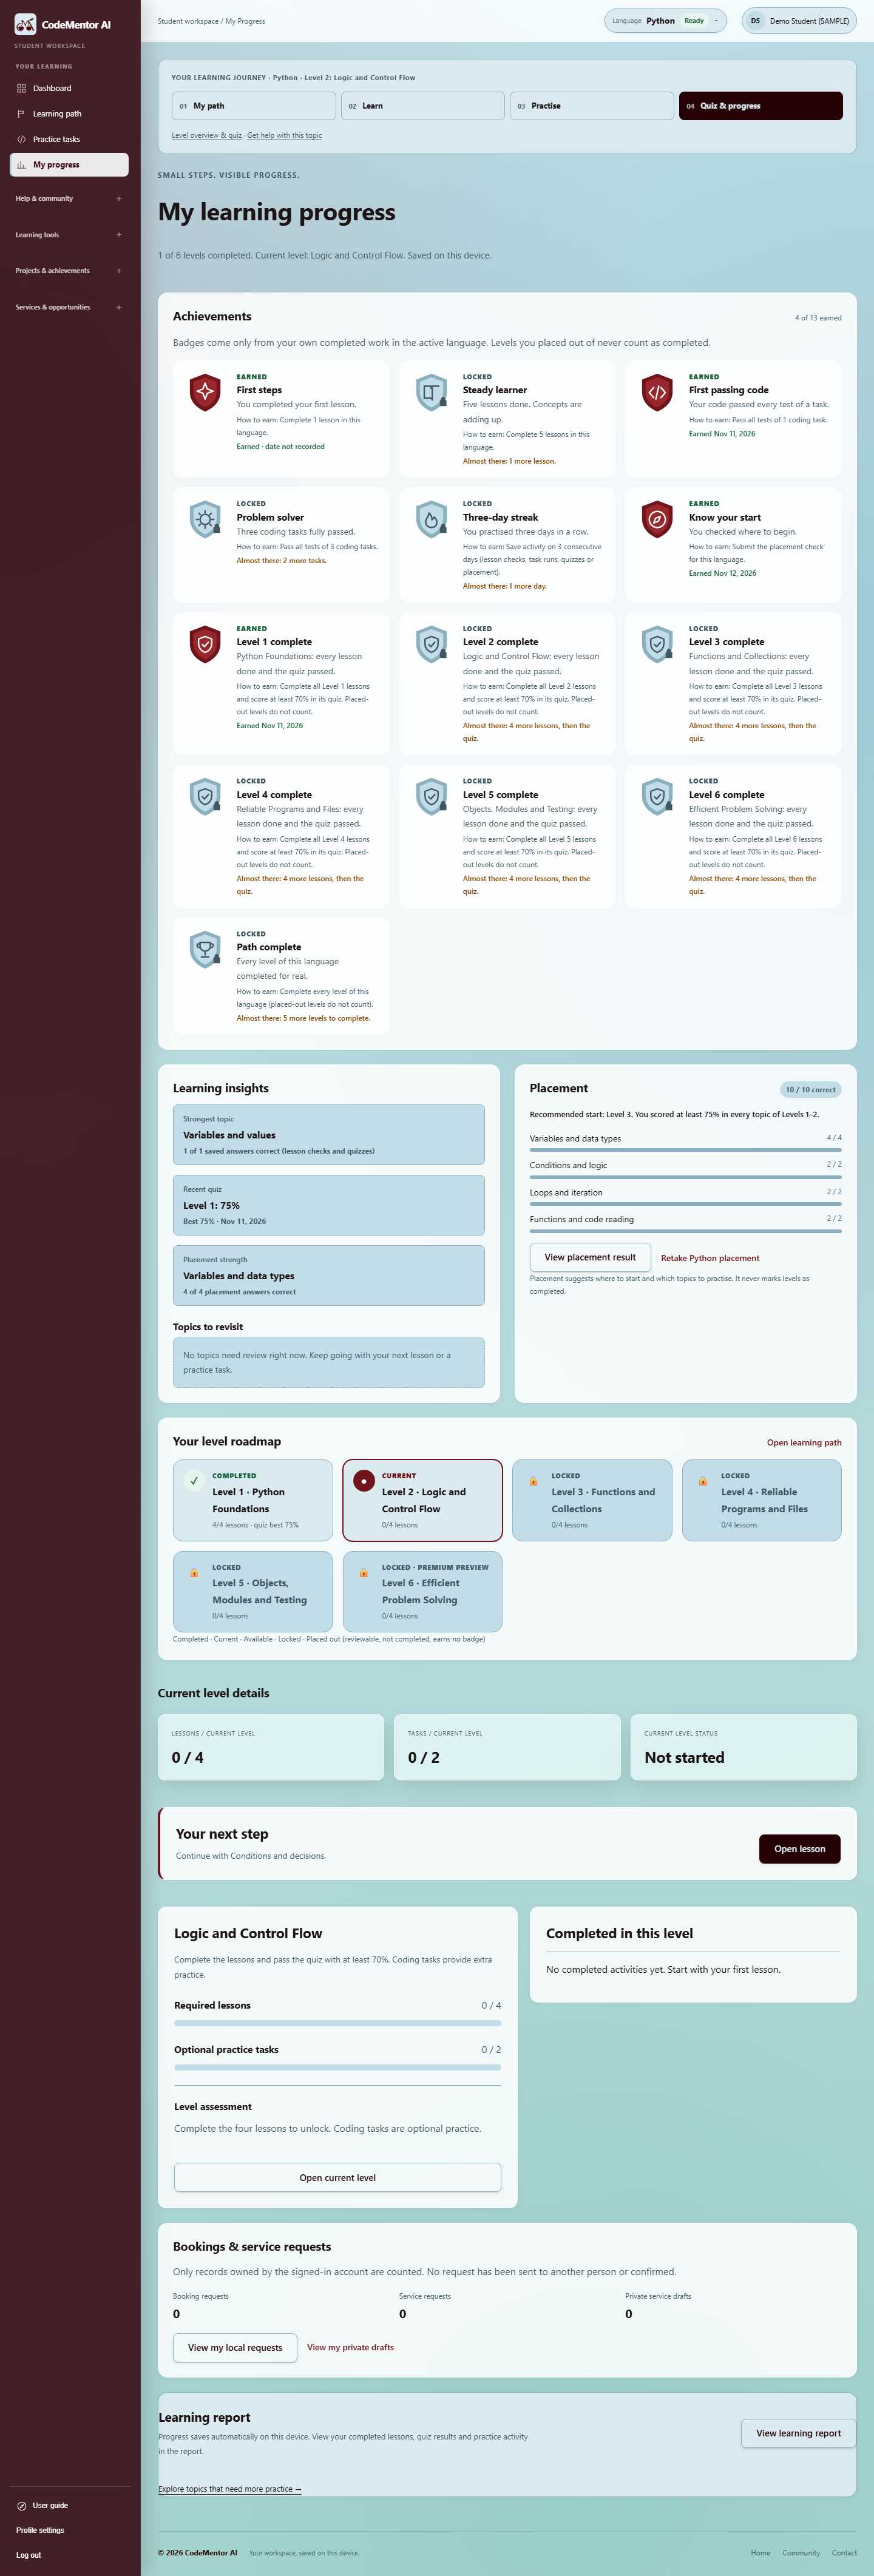 CodeMentor AI
STUDENT WORKSPACE
YOUR LEARNING
Dashboard
Learning path
Practice tasks
My progress
Help & community +
Learning tools +
Projects & achievements +
Services & opportunities +
User guide
Profile settings
Log out
Student workspace / My Progress
Language Python Ready
DS Demo Student (SAMPLE)
YOUR LEARNING JOURNEY · Python · Level 2: Logic and Control Flow
01 My path
02 Learn
03 Practise
04 Quiz & progress
Level overview & quiz · Get help with this topic
SMALL STEPS. VISIBLE PROGRESS.
My learning progress
1 of 6 levels completed. Current level: Logic and Control Flow. Saved on this device.
Achievements
4 of 13 earned
Badges come only from your own completed work in the active language. Levels you placed out of never count as completed.
EARNED
First steps
You completed your first lesson.
How to earn: Complete 1 lesson in this
language.
Earned · date not recorded
LOCKED
Steady learner
Five lessons done. Concepts are
adding up.
How to earn: Complete 5 lessons in this
language.
Almost there: 1 more lesson.
EARNED
First passing code
Your code passed every test of a task.
How to earn: Pass all tests of 1 coding task.
Earned Nov 11, 2026
LOCKED
Problem solver
Three coding tasks fully passed.
How to earn: Pass all tests of 3 coding tasks.
Almost there: 2 more tasks.
LOCKED
Three-day streak
You practised three days in a row.
How to earn: Save activity on 3 consecutive
days (lesson checks, task runs, quizzes or
placement).
Almost there: 1 more day.
EARNED
Know your start
You checked where to begin.
How to earn: Submit the placement check
for this language.
Earned Nov 12, 2026
EARNED
Level 1 complete
Python Foundations: every lesson
done and the quiz passed.
How to earn: Complete all Level 1 lessons
and score at least 70% in its quiz. Placed-
out levels do not count.
Earned Nov 11, 2026
LOCKED
Level 2 complete
Logic and Control Flow: every lesson
done and the quiz passed.
How to earn: Complete all Level 2 lessons
and score at least 70% in its quiz. Placed-
out levels do not count.
Almost there: 4 more lessons, then the
quiz.
LOCKED
Level 3 complete
Functions and Collections: every
lesson done and the quiz passed.
How to earn: Complete all Level 3 lessons
and score at least 70% in its quiz. Placed-
out levels do not count.
Almost there: 4 more lessons, then the
quiz.
LOCKED
Level 4 complete
Reliable Programs and Files: every
lesson done and the quiz passed.
How to earn: Complete all Level 4 lessons
and score at least 70% in its quiz. Placed-
out levels do not count.
Almost there: 4 more lessons, then the
quiz.
LOCKED
Level 5 complete
Objects, Modules and Testing: every
lesson done and the quiz passed.
How to earn: Complete all Level 5 lessons
and score at least 70% in its quiz. Placed-
out levels do not count.
Almost there: 4 more lessons, then the
quiz.
LOCKED
Level 6 complete
Efficient Problem Solving: every
lesson done and the quiz passed.
How to earn: Complete all Level 6 lessons
and score at least 70% in its quiz. Placed-
out levels do not count.
Almost there: 4 more lessons, then the
quiz.
LOCKED
Path complete
Every level of this language
completed for real.
How to earn: Complete every level of this
language (placed-out levels do not count).
Almost there: 5 more levels to complete.
Learning insights
Strongest topic
Variables and values
1 of 1 saved answers correct (lesson checks and quizzes)
Recent quiz
Level 1: 75%
Best 75% · Nov 11, 2026
Placement strength
Variables and data types
4 of 4 placement answers correct
Topics to revisit
No topics need review right now. Keep going with your next lesson or a
practice task.
Placement
10 / 10 correct
Recommended start: Level 3. You scored at least 75% in every topic of Levels 1–2.
Variables and data types 4 / 4
Conditions and logic 2 / 2
Loops and iteration 2 / 2
Functions and code reading 2 / 2
View placement result
Retake Python placement
Placement suggests where to start and which topics to practise. It never marks levels as
completed.
Your level roadmap
Open learning path
COMPLETED
Level 1 · Python
Foundations
4/4 lessons · quiz best 75%
CURRENT
Level 2 · Logic and
Control Flow
0/4 lessons
LOCKED
Level 3 · Functions and
Collections
0/4 lessons
LOCKED
Level 4 · Reliable
Programs and Files
0/4 lessons
LOCKED
Level 5 · Objects,
Modules and Testing
0/4 lessons
LOCKED · PREMIUM PREVIEW
Level 6 · Efficient
Problem Solving
0/4 lessons
Completed · Current · Available · Locked · Placed out (reviewable, not completed, earns no badge)
Current level details
LESSONS / CURRENT LEVEL
0 / 4
TASKS / CURRENT LEVEL
0 / 2
CURRENT LEVEL STATUS
Not started
Your next step
Continue with Conditions and decisions.
Open lesson
Logic and Control Flow
Complete the lessons and pass the quiz with at least 70%. Coding tasks provide extra
practice.
Required lessons 0 / 4
Optional practice tasks 0 / 2
Level assessment
Complete the four lessons to unlock. Coding tasks are optional practice.
Open current level
Completed in this level
No completed activities yet. Start with your first lesson.
Bookings & service requests
Only records owned by the signed-in account are counted. No request has been sent to another person or confirmed.
Booking requests
0
Service requests
0
Private service drafts
0
View my local requests
View my private drafts
Learning report
Progress saves automatically on this device. View your completed lessons, quiz results and practice activity
in the report.
View learning report
Explore topics that need more practice →
© 2026 CodeMentor AI
Your workspace, saved on this device.
Home
Community
Contact